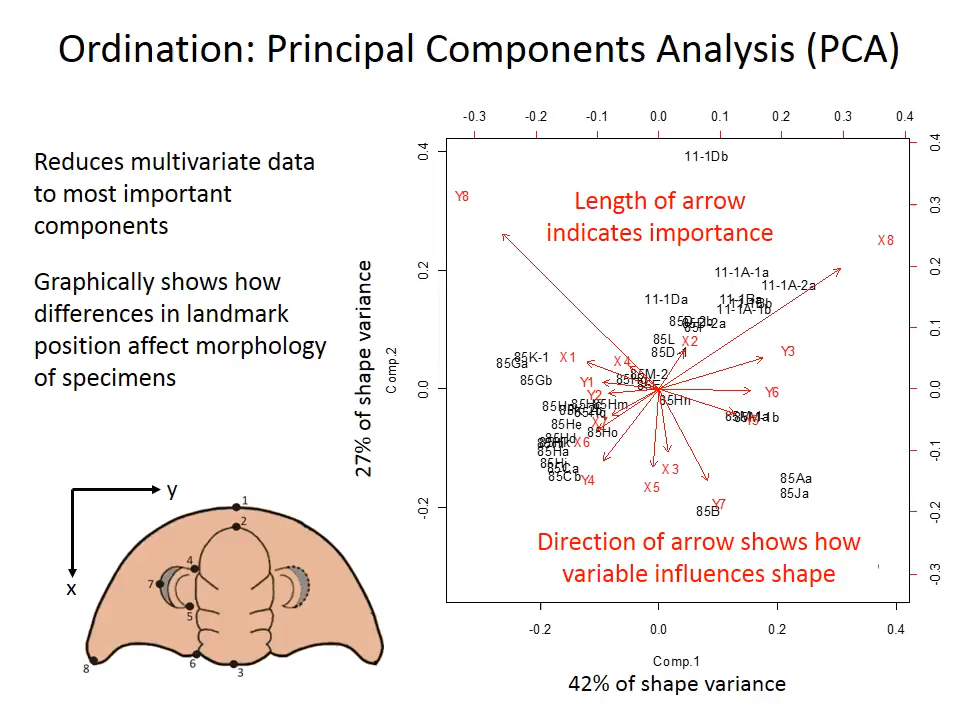 Ordination: Principal Components Analysis (PCA)
Reduces multivariate data
to most important
components
Graphically shows how
differences in landmark
position affect morphology
of specimens
-0.3 -0.2 -0.1 0.0 0.1 0.2 0.3 0.4
0.4
0.2
0.0
-0.2
0.4
0.3
0.2
0.1
0.0
-0.1
-0.2
-0.3
27% of shape variance
Comp.2
11-1Db
Y8
Length of arrow
indicates importance
X8
11-1A-1a
11-1A-2a
11-1Da
11-1A-1b
85L
X2
85D-1
Y3
85K-1
X1
X4
85Ga
85M-2
85Gb
Y1
Y2
Y6
85Hm
85Hn
85He
85Ho
X6
85Ha
85Ca
85Cb
Y4
X3
X5
85Aa
85Ja
Y7
85B
Direction of arrow shows how
variable influences shape
-0.2 0.0 0.2 0.4
Comp.1
42% of shape variance
y
x
1
2
4
7
5
6
3
8